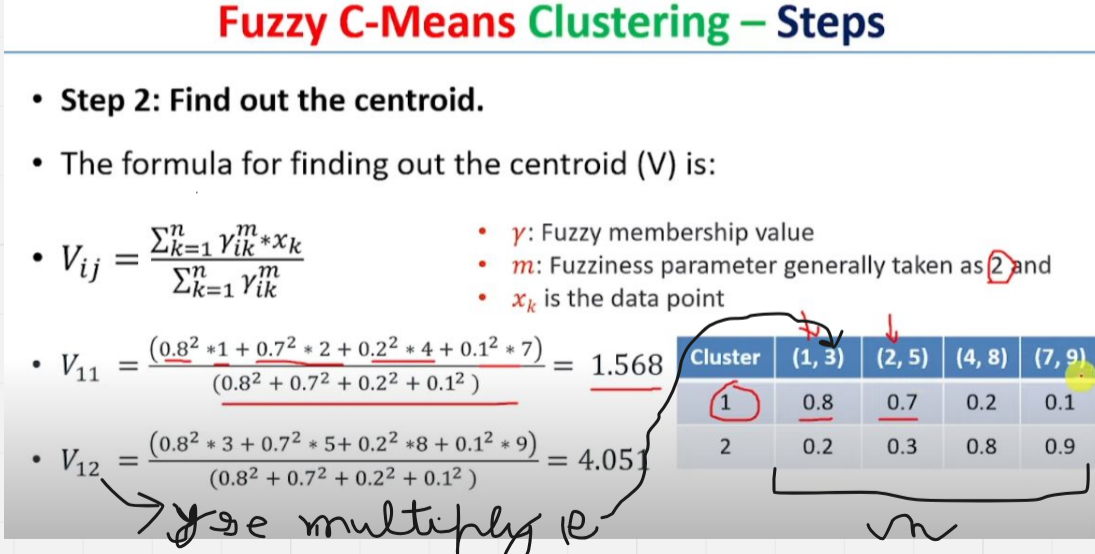 Fuzzy C-Means Clustering – Steps
• Step 2: Find out the centroid.
• The formula for finding out the centroid (V) is:
• V_{ij} = \frac{\sum_{k=1}^{n} γ_{ik}^{m} * x_k}{\sum_{k=1}^{n} γ_{ik}^{m}}
• γ: Fuzzy membership value
• m: Fuzziness parameter generally taken as 2 and
• x_k is the data point
• V_{11} = \frac{(0.8^2 * 1 + 0.7^2 * 2 + 0.2^2 * 4 + 0.1^2 * 7)}{(0.8^2 + 0.7^2 + 0.2^2 + 0.1^2)} = 1.568
• V_{12} = \frac{(0.8^2 * 3 + 0.7^2 * 5 + 0.2^2 * 8 + 0.1^2 * 9)}{(0.8^2 + 0.7^2 + 0.2^2 + 0.1^2)} = 4.051
Cluster (1, 3) (2, 5) (4, 8) (7, 9)
1 0.8 0.7 0.2 0.1
2 0.2 0.3 0.8 0.9
multiply